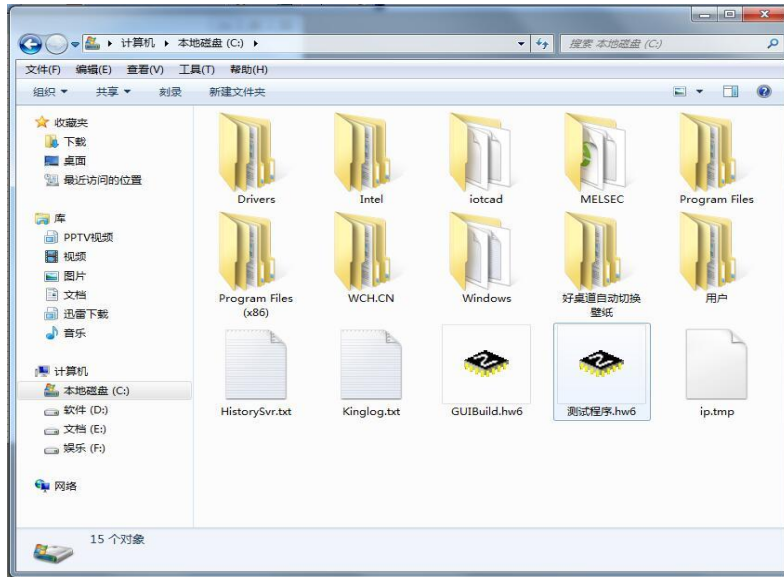 计算机 ▸ 本地磁盘 (C:) ▸
搜索 本地磁盘 (C:)
文件(F) 编辑(E) 查看(V) 工具(T) 帮助(H)
组织 共享 刻录 新建文件夹
收藏夹
下载
桌面
最近访问的位置
库
PPTV视频
视频
图片
文档
迅雷下载
音乐
计算机
本地磁盘 (C:)
软件 (D:)
文档 (E:)
娱乐 (F:)
网络
Drivers
Intel
iotcad
MELSEC
Program Files
Program Files
(x86)
WCH.CN
Windows
好桌道自动切换
壁纸
用户
HistorySvr.txt
Kinglog.txt
GUIBuild.hw6
测试程序.hw6
ip.tmp
15 个对象